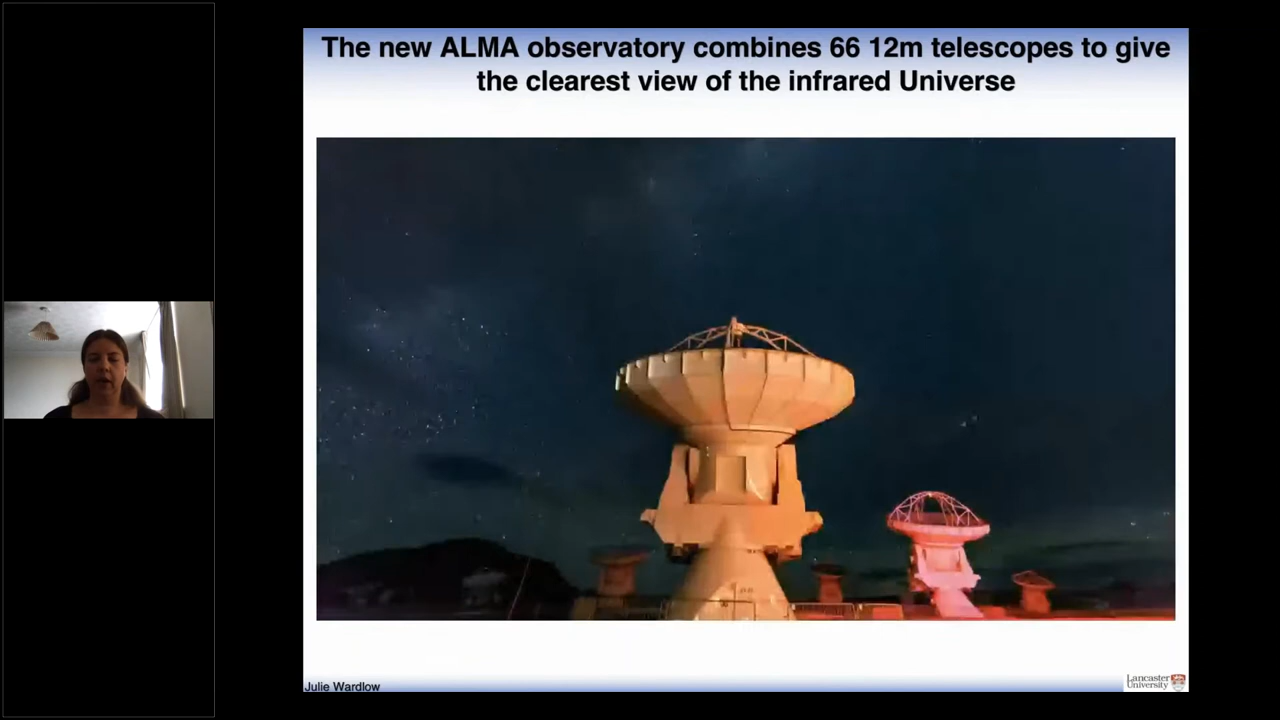 The new ALMA observatory combines 66 12m telescopes to give
the clearest view of the infrared Universe
Julie Wardlow
Lancaster
University